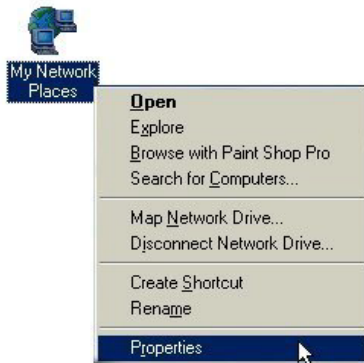 My Network
Places
Open
Explore
Browse with Paint Shop Pro
Search for Computers...
Map Network Drive...
Disconnect Network Drive...
Create Shortcut
Rename
Properties